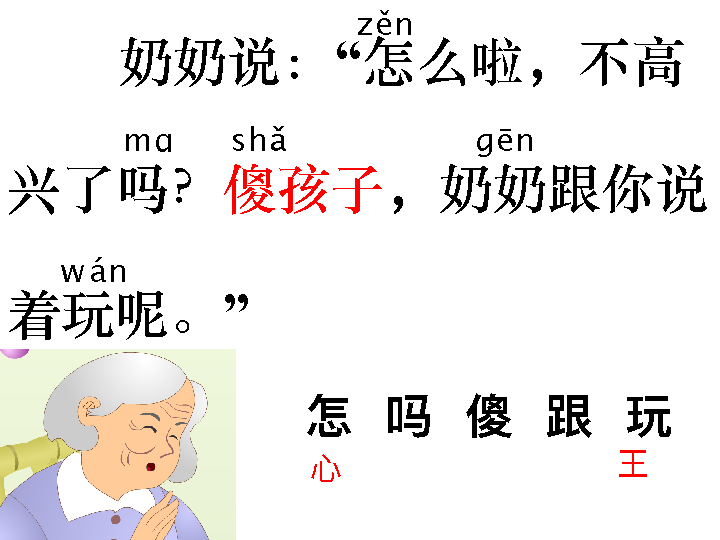 zěn
奶奶说：“怎么啦，不高
mɑ shǎ gēn
兴了吗？傻孩子，奶奶跟你说
wán
着玩呢。”
怎 吗 傻 跟 玩
心 王